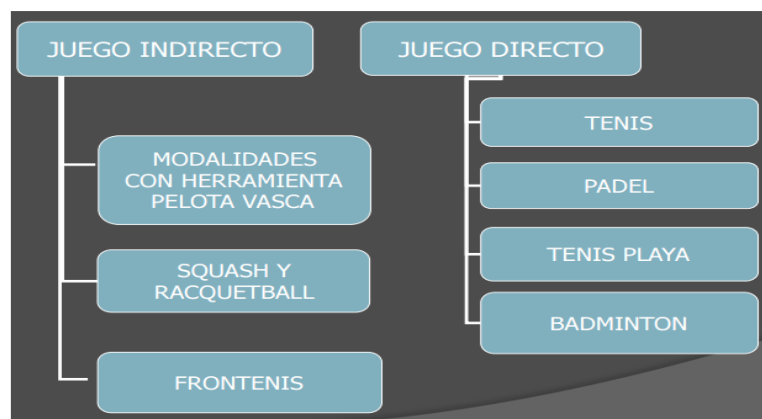 JUEGO INDIRECTO
MODALIDADES
CON HERRAMIENTA
PELOTA VASCA
SQUASH Y
RACQUETBALL
FRONTENIS
JUEGO DIRECTO
TENIS
PADEL
TENIS PLAYA
BADMINTON